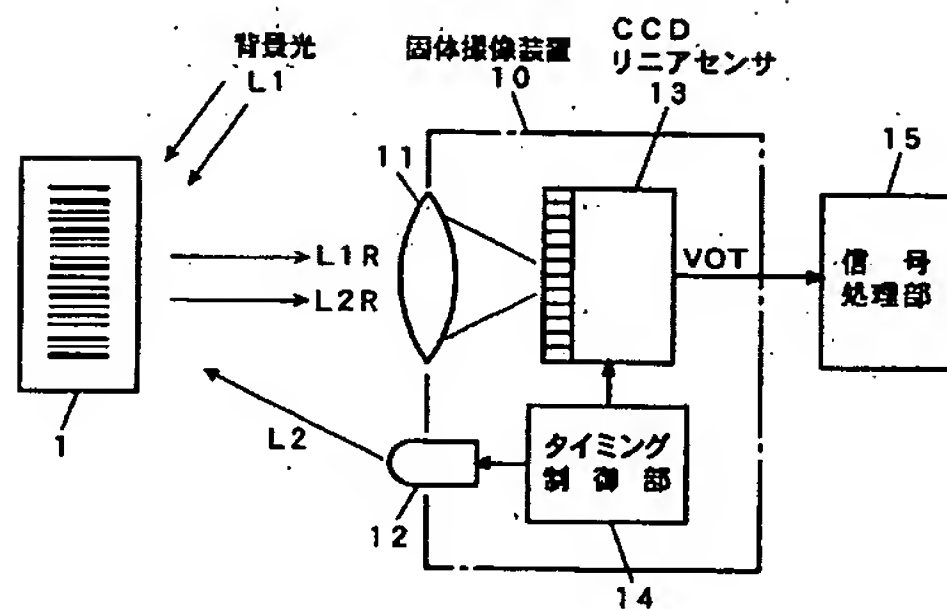 背景光
L1
固体撮像装置
10
CCD
リニアセンサ
13
15
11
L1R
L2R
VOT
信号
処理部
1
L2
タイミング
制御部
12
14